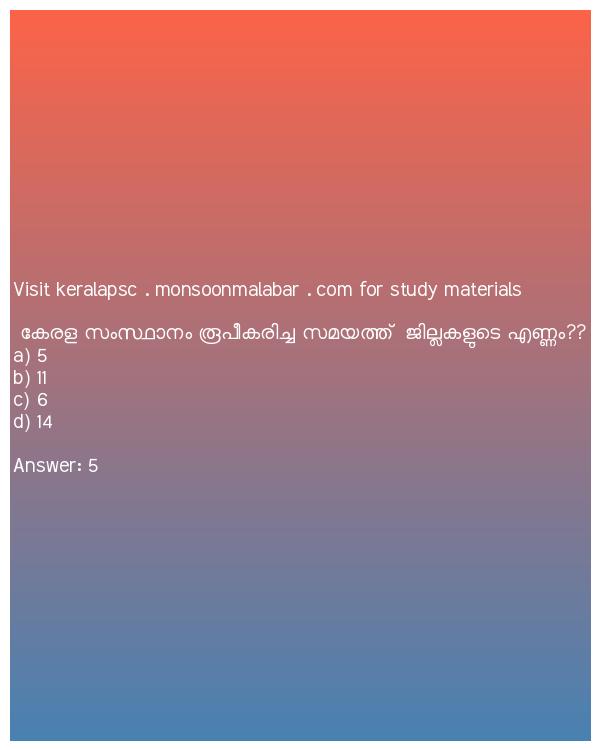 Visit keralapsc . monsoonmalabar . com for study materials
കേരള സംസ്ഥാനം രൂപീകരിച്ച സമയത്ത് ജില്ലകളുടെ എണ്ണം??
a) 5
b) 11
c) 6
d) 14
Answer: 5